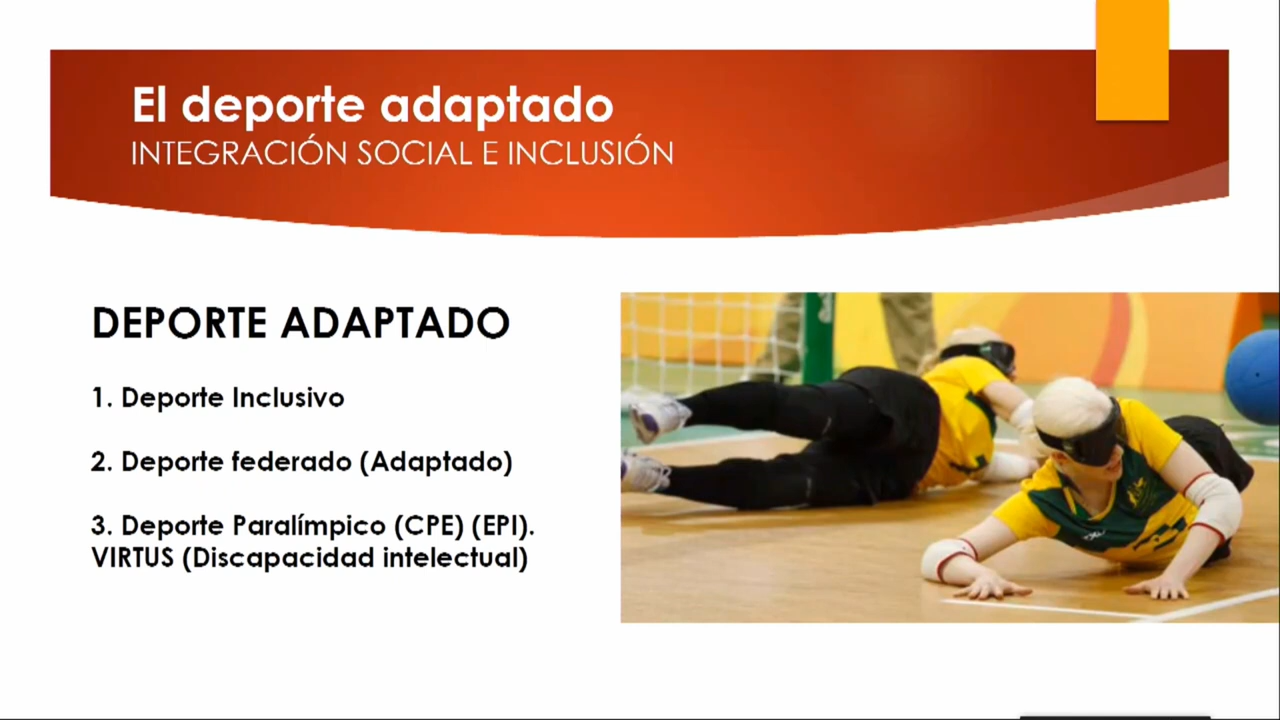 El deporte adaptado
INTEGRACIÓN SOCIAL E INCLUSIÓN
DEPORTE ADAPTADO
1. Deporte Inclusivo
2. Deporte federado (Adaptado)
3. Deporte Paralímpico (CPE) (EPI).
VIRTUS (Discapacidad intelectual)